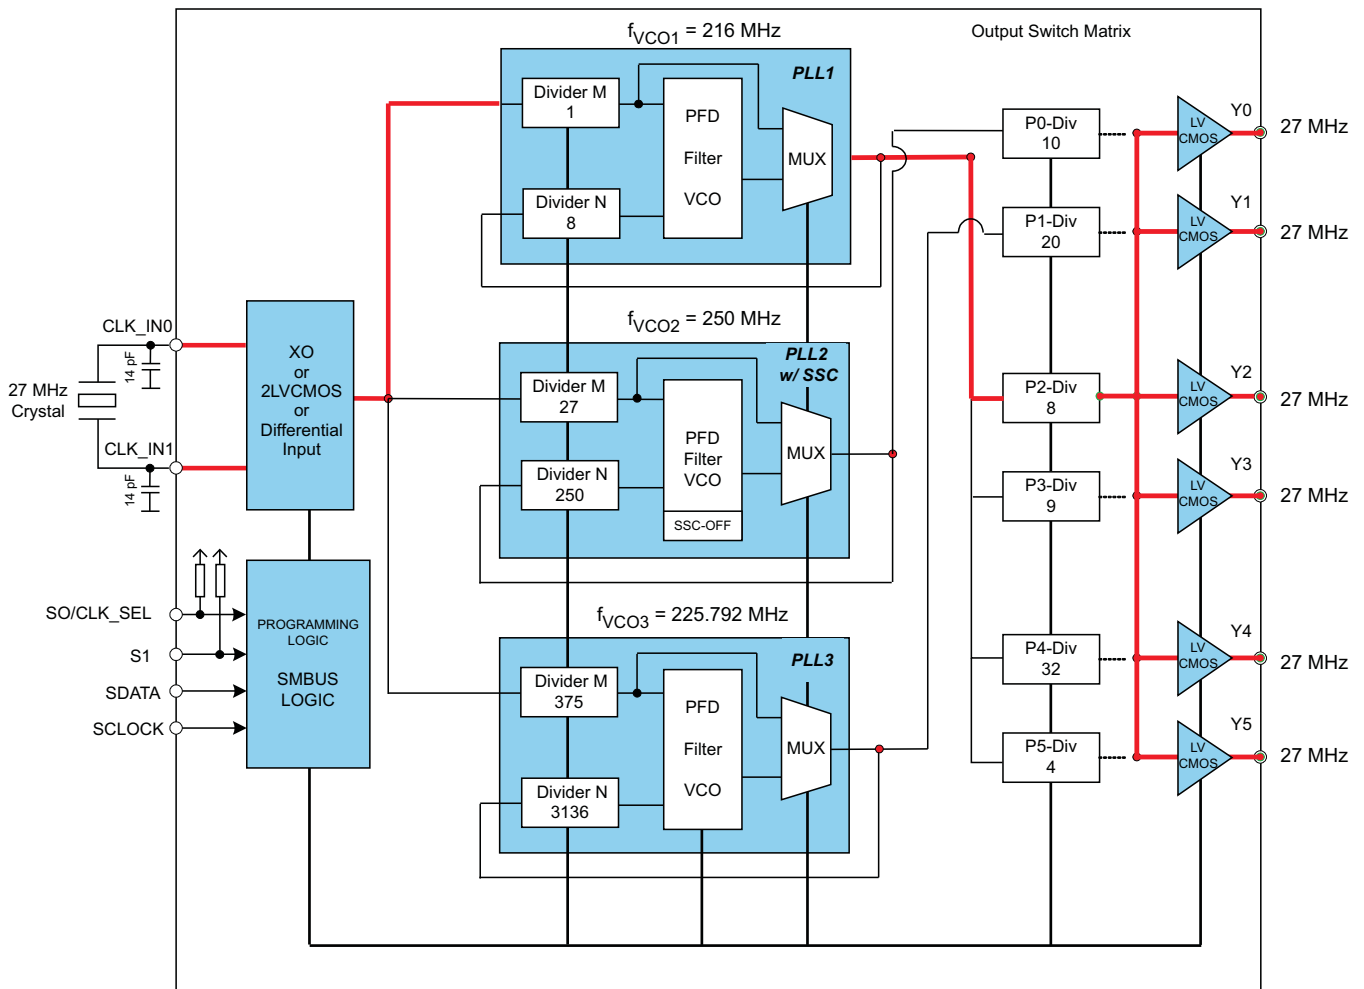 f_VCO1 = 216 MHz
Output Switch Matrix
PLL1
Divider M
1
PFD
Filter
VCO
MUX
Divider N
8
P0-Div
10
LV
CMOS
Y0
27 MHz
P1-Div
20
LV
CMOS
Y1
27 MHz
CLK_IN0
14 pF
27 MHz
Crystal
CLK_IN1
14 pF
XO
or
2LVCMOS
or
Differential
Input
f_VCO2 = 250 MHz
PLL2
w/ SSC
Divider M
27
PFD
Filter
VCO
SSC-OFF
MUX
Divider N
250
P2-Div
8
LV
CMOS
Y2
27 MHz
P3-Div
9
LV
CMOS
Y3
27 MHz
SO/CLK_SEL
S1
SDATA
SCLOCK
PROGRAMMING
LOGIC
SMBUS
LOGIC
f_VCO3 = 225.792 MHz
PLL3
Divider M
375
PFD
Filter
VCO
MUX
Divider N
3136
P4-Div
32
LV
CMOS
Y4
27 MHz
P5-Div
4
LV
CMOS
Y5
27 MHz